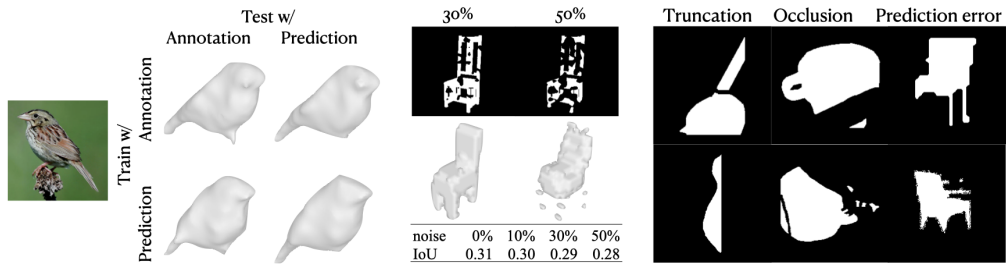 Test w/
Annotation Prediction
Train w/
Annotation
Prediction
30% 50%
noise 0% 10% 30% 50%
IoU 0.31 0.30 0.29 0.28
Truncation Occlusion Prediction error